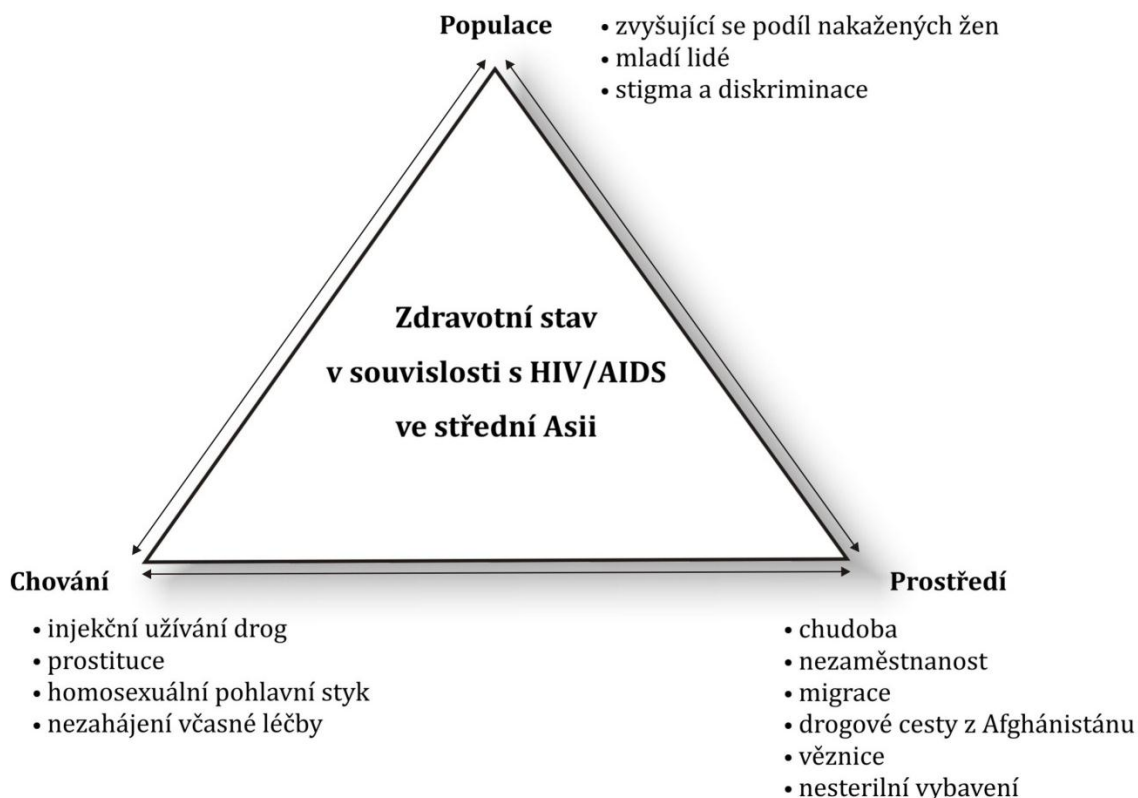 Populace
• zvyšující se podíl nakažených žen
• mladí lidé
• stigma a diskriminace
Zdravotní stav
v souvislosti s HIV/AIDS
ve střední Asii
Chování
• injekční užívání drog
• prostituce
• homosexuální pohlavní styk
• nezahájení včasné léčby
Prostředí
• chudoba
• nezaměstnanost
• migrace
• drogové cesty z Afghánistánu
• věznice
• nesterilní vybavení